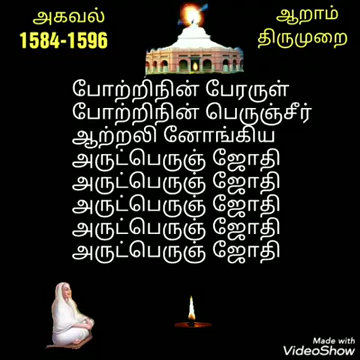 அகவல்
1584-1596
ஆறாம்
திருமுறை
போற்றிநின் பேரருள்
போற்றிநின் பெருஞ்சீர்
ஆற்றலி னோங்கிய
அருட்பெருஞ் ஜோதி
அருட்பெருஞ் ஜோதி
அருட்பெருஞ் ஜோதி
அருட்பெருஞ் ஜோதி
அருட்பெருஞ் ஜோதி
Made with
VideoShow